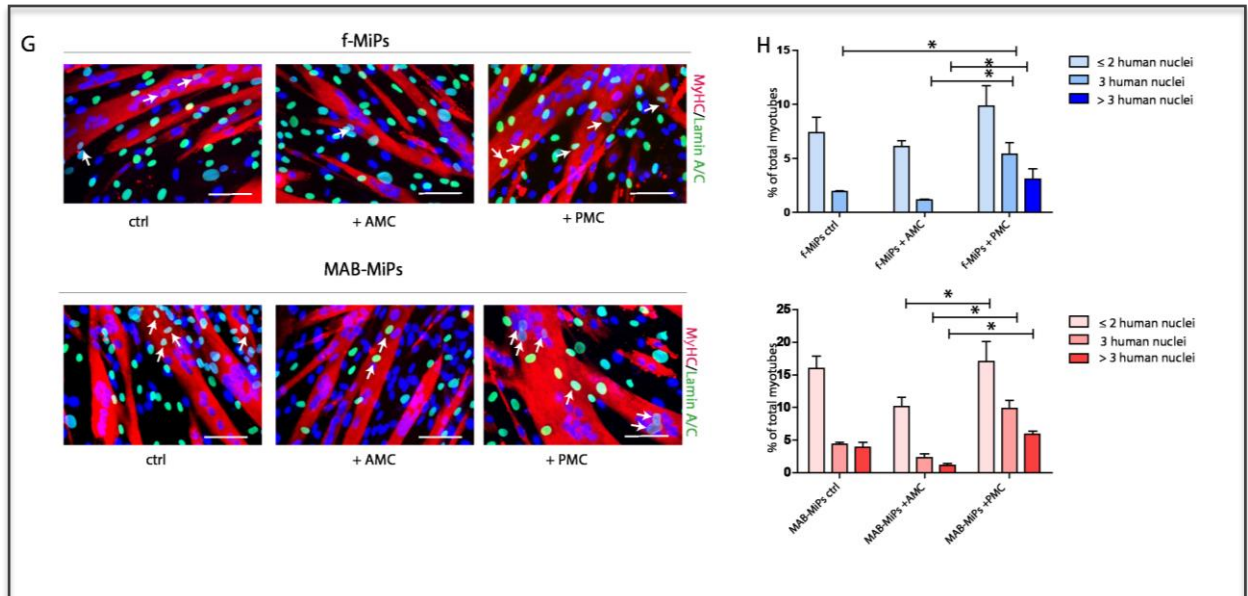 G
f-MiPs
MyHC/Lamin A/C
ctrl
+ AMC
+ PMC
MAB-MiPs
MyHC/Lamin A/C
ctrl
+ AMC
+ PMC
H
% of total myotubes
15
10
5
0
*
*
*
f-MiPs ctrl
f-MiPs + AMC
f-MiPs + PMC
≤ 2 human nuclei
3 human nuclei
> 3 human nuclei
% of total myotubes
25
20
15
10
5
0
*
*
*
MAB-MiPs ctrl
MAB-MiPs +AMC
MAB-MiPs +PMC
≤ 2 human nuclei
3 human nuclei
> 3 human nuclei